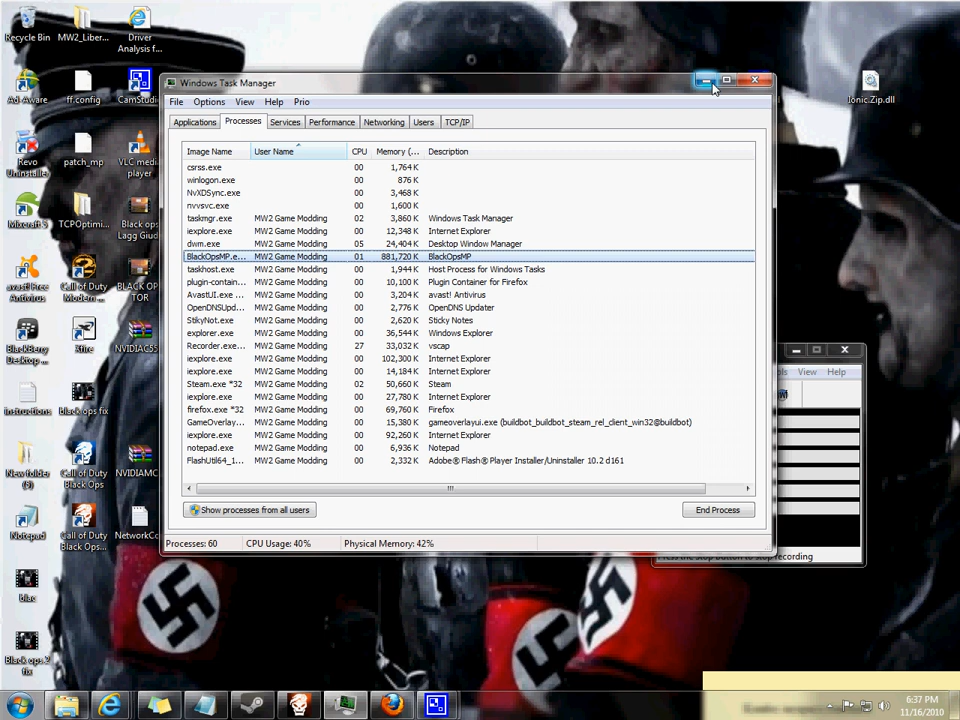 Recycle Bin
MW2_Liber...
Driver
Analysis f...
Ad-Aware
ff.config
CamStudio
Ionic.Zip.dll
Revo
Uninstaller
patch_mp
VLC media
player
Mixcraft 5
TCPOptimi...
Black ops
Lagg Giud
avast! Free
Antivirus
Call of Duty
Modern ...
BLACK OP
TOR
BlackBerry
Desktop ...
Xfire
NVIDIAC55
instructions
black ops fix
New folder
(3)
Call of Duty
Black Ops
NVIDIAMC
Notepad
Call of Duty
Black Ops...
NetworkCo
blac
Black ops 2
fix
Windows Task Manager
File Options View Help Prio
Applications Processes Services Performance Networking Users TCP/IP
Image Name User Name CPU Memory (... Description
csrss.exe 00 1,764 K
winlogon.exe 00 876 K
NvXDSync.exe 00 3,468 K
nvvsvc.exe 00 1,600 K
taskmgr.exe MW2 Game Modding 02 3,860 K Windows Task Manager
iexplore.exe MW2 Game Modding 00 12,348 K Internet Explorer
dwm.exe MW2 Game Modding 05 24,404 K Desktop Window Manager
BlackOpsMP.e... MW2 Game Modding 01 881,720 K BlackOpsMP
taskhost.exe MW2 Game Modding 00 1,944 K Host Process for Windows Tasks
plugin-contain... MW2 Game Modding 00 10,100 K Plugin Container for Firefox
AvastUI.exe ... MW2 Game Modding 00 3,204 K avast! Antivirus
OpenDNSUpd... MW2 Game Modding 00 2,776 K OpenDNS Updater
StikyNot.exe MW2 Game Modding 00 2,620 K Sticky Notes
explorer.exe MW2 Game Modding 00 36,544 K Windows Explorer
Recorder.exe... MW2 Game Modding 27 33,032 K vscap
iexplore.exe MW2 Game Modding 00 102,300 K Internet Explorer
iexplore.exe MW2 Game Modding 00 14,184 K Internet Explorer
Steam.exe *32 MW2 Game Modding 02 50,660 K Steam
iexplore.exe MW2 Game Modding 00 27,780 K Internet Explorer
firefox.exe *32 MW2 Game Modding 00 69,760 K Firefox
GameOverlay... MW2 Game Modding 00 15,380 K gameoverlayui.exe (buildbot_buildbot_steam_rel_client_win32@buildbot)
iexplore.exe MW2 Game Modding 00 92,260 K Internet Explorer
notepad.exe MW2 Game Modding 00 6,936 K Notepad
FlashUtil64_1... MW2 Game Modding 00 2,332 K Adobe® Flash® Player Installer/Uninstaller 10.2 d161
Show processes from all users
End Process
Processes: 60 CPU Usage: 40% Physical Memory: 42%
View Help
Press the Stop Button to stop recording
6:37 PM
11/16/2010